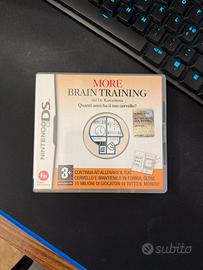 NINTENDO DS
MORE
BRAIN TRAINING
del Dr. Kawashima
Quanti anni ha il tuo cervello?
3+
CONTINUA AD ALLENARE IL TUO
CERVELLO E MANTIENILO IN FORMA, OLTRE
10 MILIONI DI GIOCATORI IN TUTTO IL MONDO!
subito